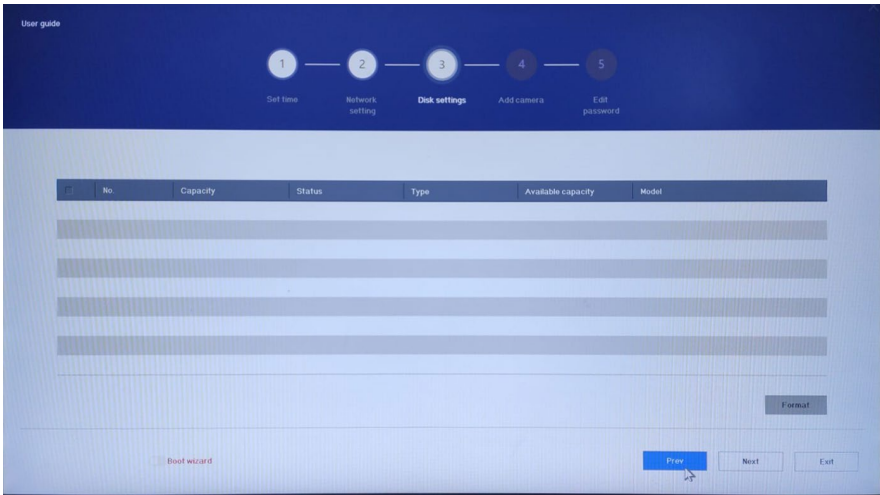 User guide
1
2
3
4
5
Set time
Network
setting
Disk settings
Add camera
Edit
password
No.
Capacity
Status
Type
Available capacity
Model
Format
Boot wizard
Prev
Next
Exit